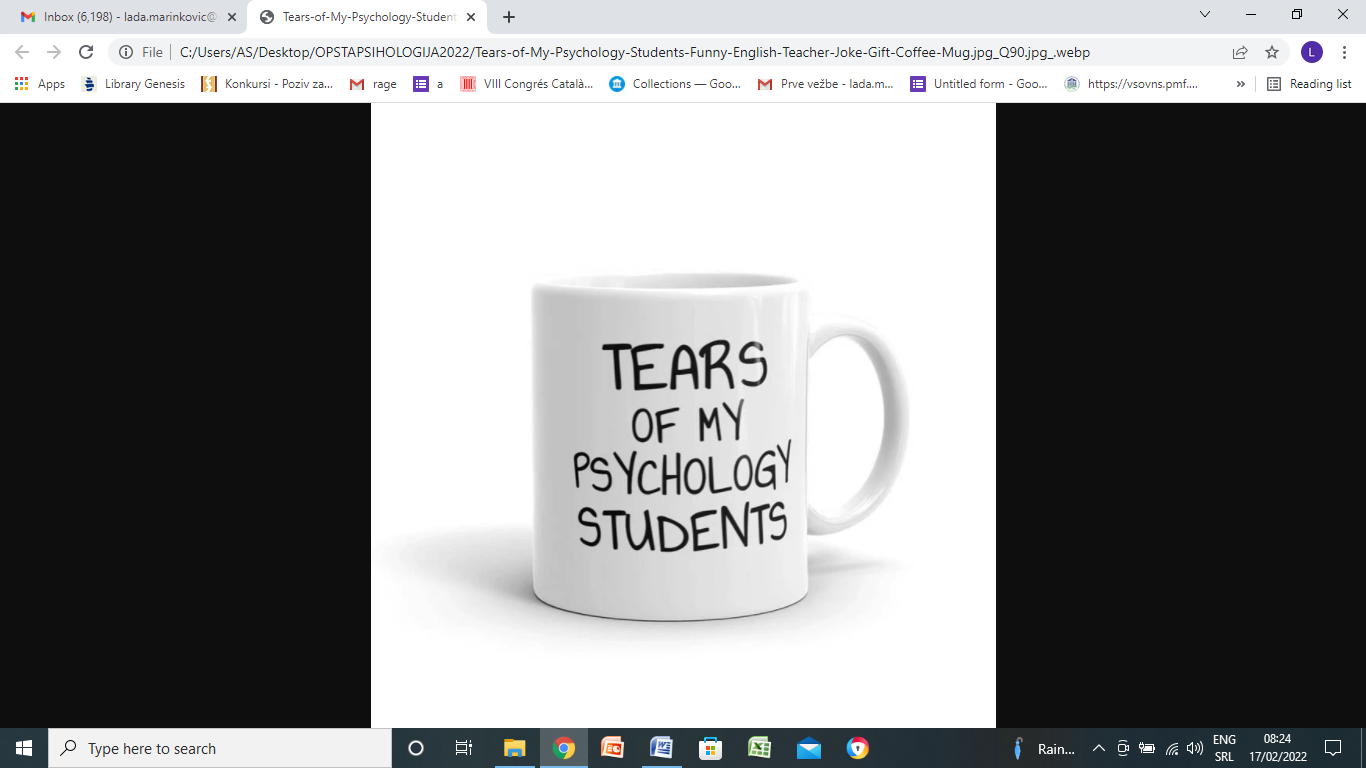 Inbox (6,198) - lada.marinkovic@
Tears-of-My-Psychology-Student
File
C:/Users/AS/Desktop/OPSTAPSIHOLOGIJA2022/Tears-of-My-Psychology-Students-Funny-English-Teacher-Joke-Gift-Coffee-Mug.jpg_Q90.jpg_.webp
L
Apps
Library Genesis
Konkursi - Poziv za...
rage
a
VIII Congrés Català...
Collections — Goo...
Prve vežbe - lada.m...
Untitled form - Goo...
https://vsovns.pmf....
»
Reading list
TEARS
OF MY
PSYCHOLOGY
STUDENTS
Type here to search
Rain...
ENG
SRL
08:24
17/02/2022